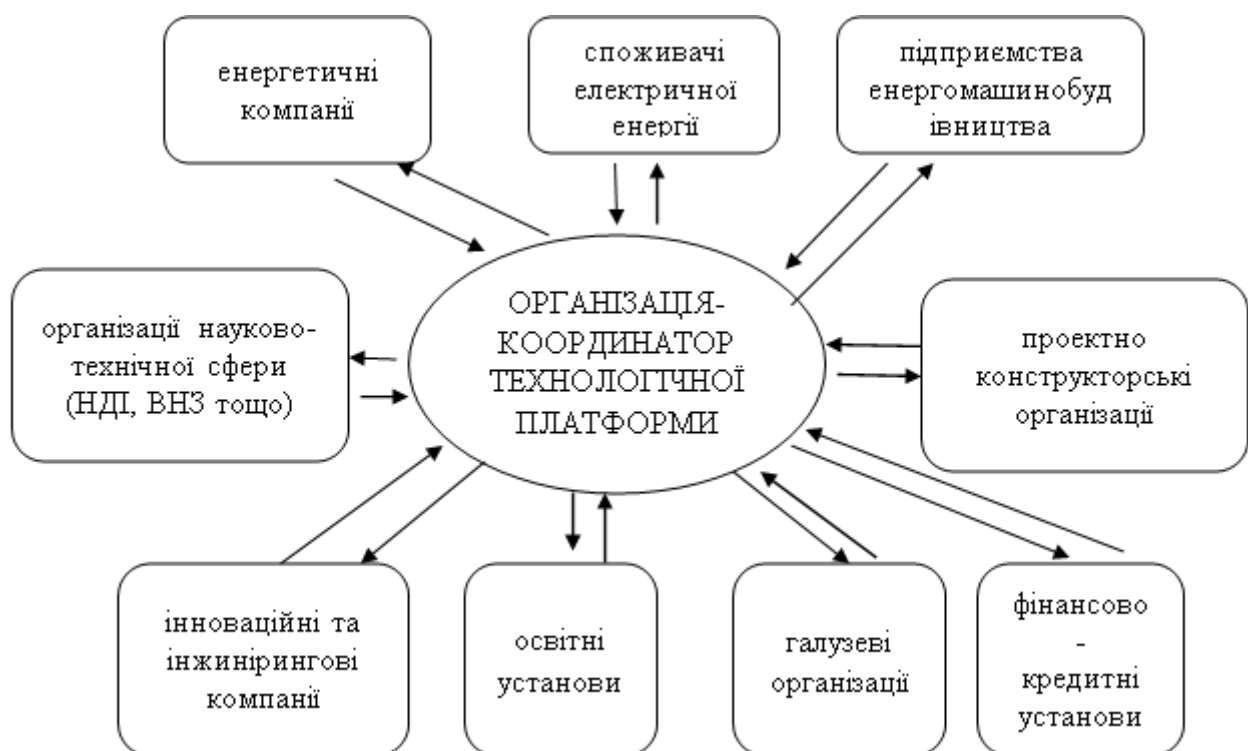 енергетичні
компанії
споживачі
електричної
енергії
підприємства
енергомашинобуд
івництва
організації науково-
технічної сфери
(НДІ, ВНЗ тощо)
ОРГАНІЗАЦІЯ-
КООРДИНАТОР
ТЕХНОЛОГІЧНОЇ
ПЛАТФОРМИ
проектно
конструкторські
організації
інноваційні та
інжинірингові
компанії
освітні
установи
галузеві
організації
фінансово
-
кредитні
установи